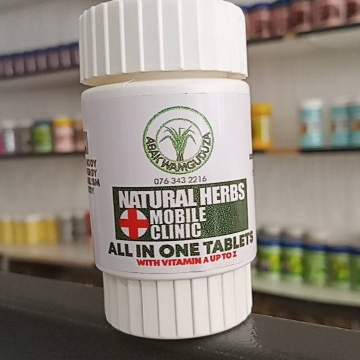 ABAKWAMGUDUZA
076 343 2216
NATURAL HERBS
MOBILE
CLINIC
ALL IN ONE TABLETS
WITH VITAMIN A UP TO Z